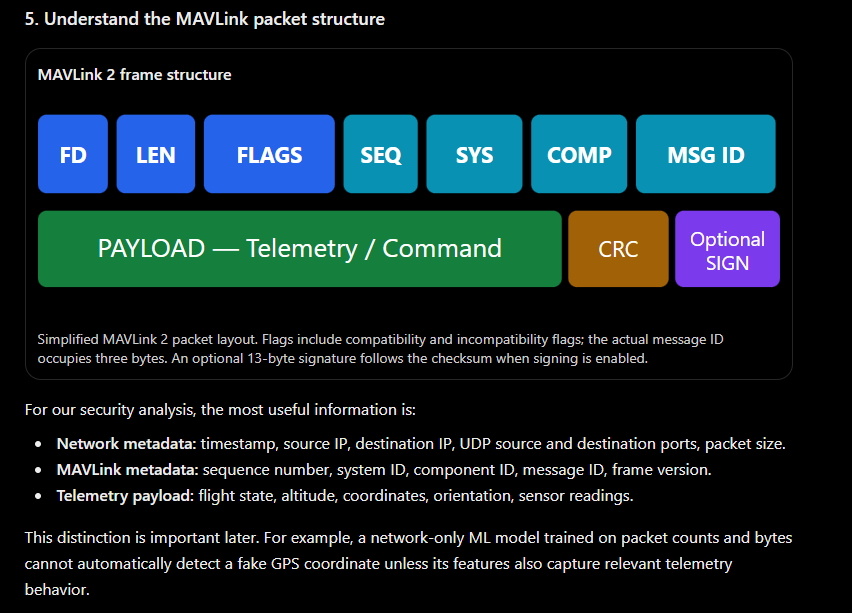 5. Understand the MAVLink packet structure
MAVLink 2 frame structure
FD LEN FLAGS SEQ SYS COMP MSG ID
PAYLOAD — Telemetry / Command CRC Optional SIGN
Simplified MAVLink 2 packet layout. Flags include compatibility and incompatibility flags; the actual message ID
occupies three bytes. An optional 13-byte signature follows the checksum when signing is enabled.
For our security analysis, the most useful information is:
• Network metadata: timestamp, source IP, destination IP, UDP source and destination ports, packet size.
• MAVLink metadata: sequence number, system ID, component ID, message ID, frame version.
• Telemetry payload: flight state, altitude, coordinates, orientation, sensor readings.
This distinction is important later. For example, a network-only ML model trained on packet counts and bytes
cannot automatically detect a fake GPS coordinate unless its features also capture relevant telemetry
behavior.